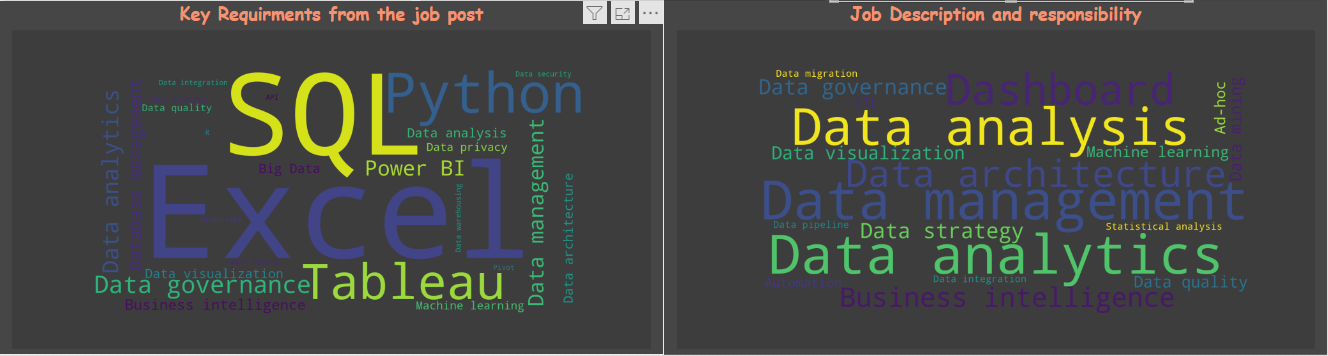 Key Requirments from the job post
Data integration
Data security
API
SQL
Python
Data quality
R
Data analysis
Data privacy
Data analytics
Database management
Big Data
Power BI
Excel
Data warehousing
Data management
Data architecture
Data visualization
Pivot
Data governance
Tableau
Business intelligence
Machine learning
Job Description and responsibility
Data migration
Data governance
Dashboard
Ad-hoc
Data mining
Data analysis
Data visualization
Machine learning
Data architecture
Data management
Data pipeline
Data strategy
Statistical analysis
Data analytics
Automation
Data integration
Data quality
Business intelligence